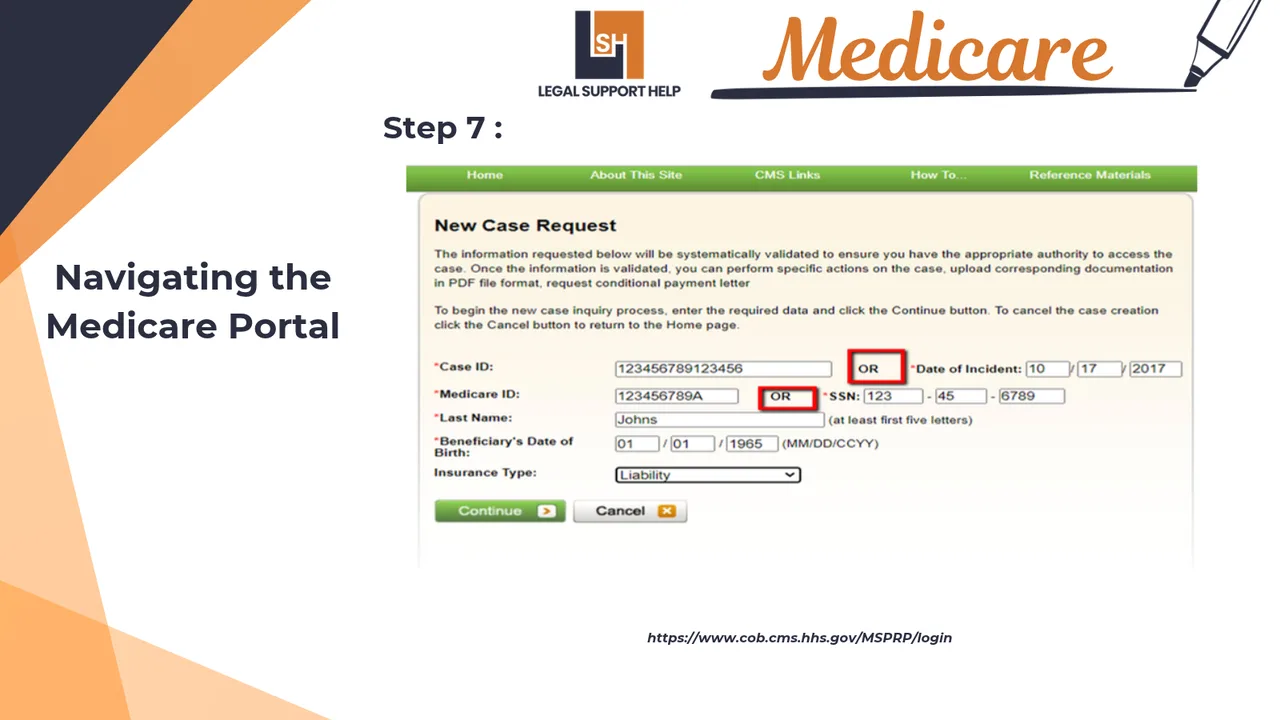 SH
LEGAL SUPPORT HELP
Medicare
Step 7 :
Navigating the
Medicare Portal
Home About This Site CMS Links How To... Reference Materials
New Case Request
The information requested below will be systematically validated to ensure you have the appropriate authority to access the
case. Once the information is validated, you can perform specific actions on the case, upload corresponding documentation
in PDF file format, request conditional payment letter
To begin the new case inquiry process, enter the required data and click the Continue button. To cancel the case creation
click the Cancel button to return to the Home page.
*Case ID: 123456789123456 OR *Date of Incident: 10 / 17 / 2017
*Medicare ID: 123456789A OR *SSN: 123 - 45 - 6789
*Last Name: Johns (at least first five letters)
*Beneficiary's Date of
Birth: 01 / 01 / 1965 (MM/DD/CCYY)
Insurance Type: Liability
Continue Cancel
https://www.cob.cms.hhs.gov/MSPRP/login